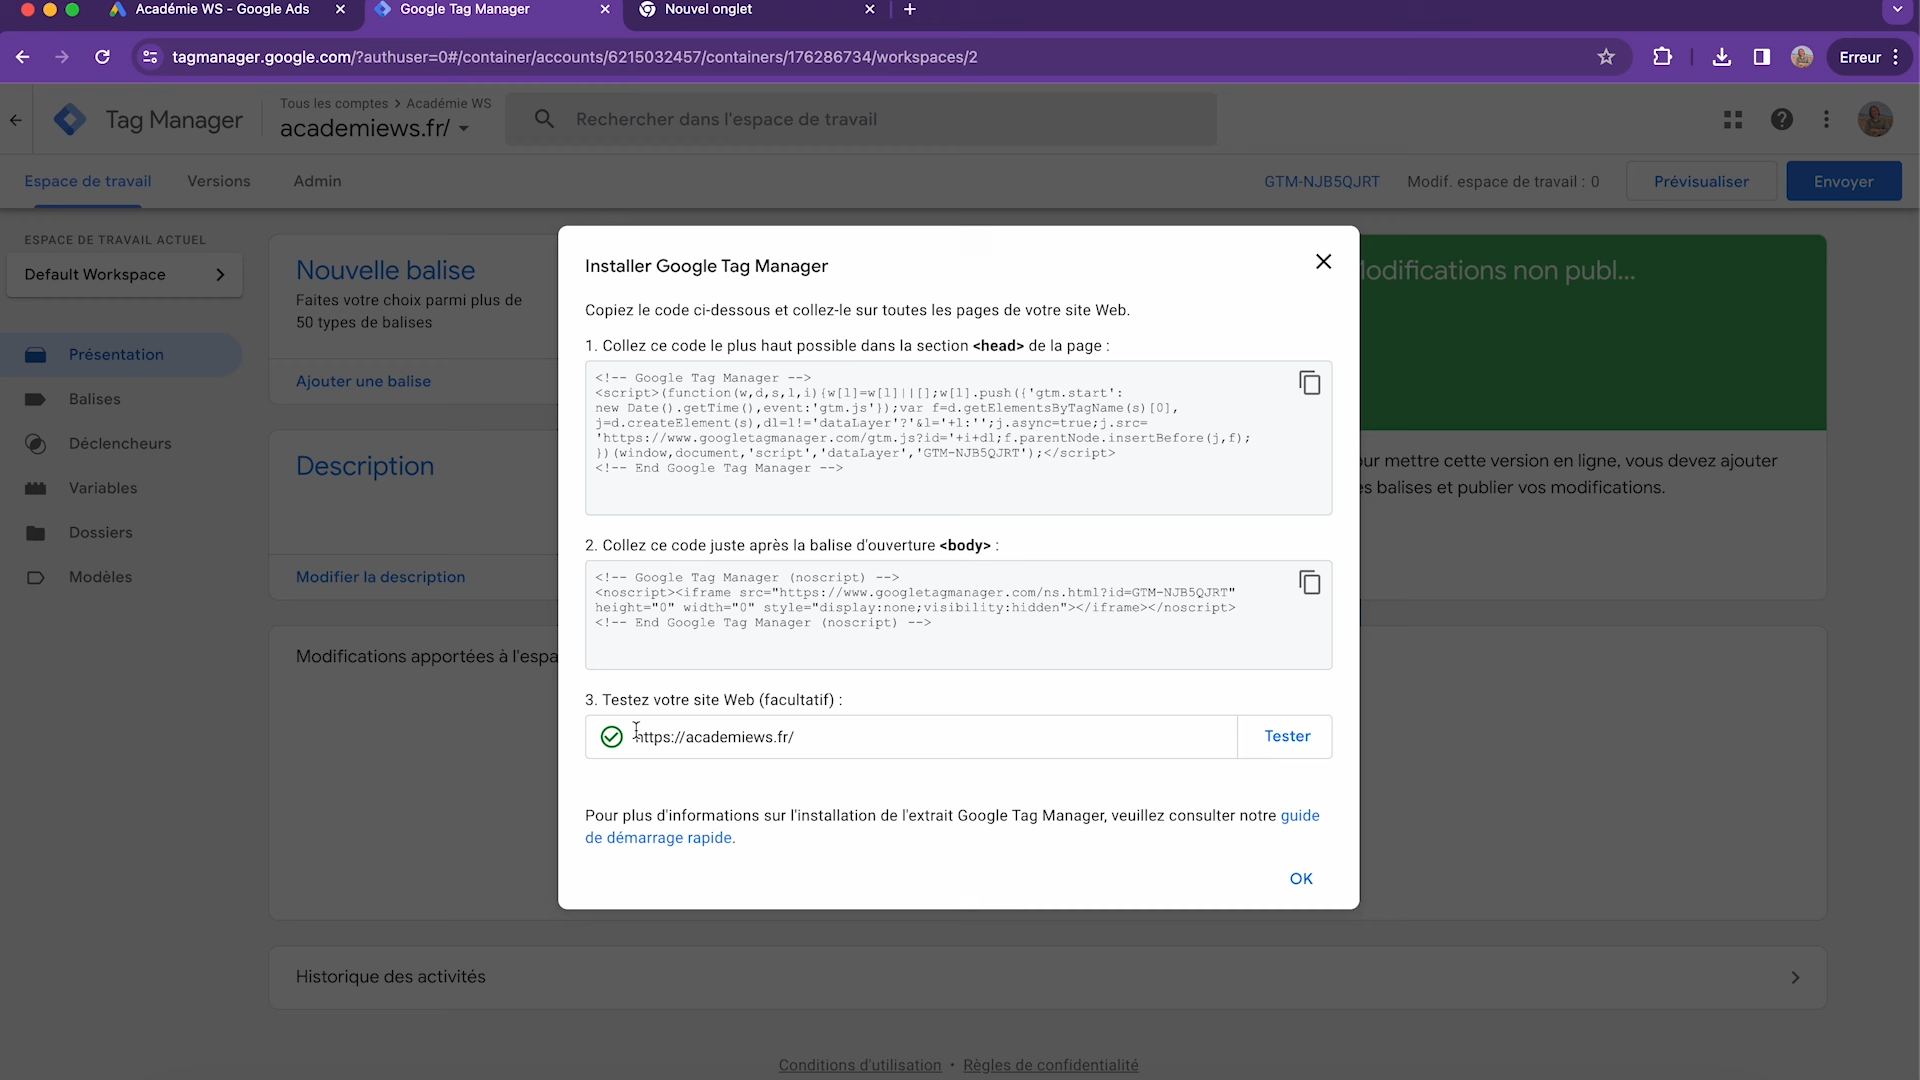 Académie WS - Google Ads
Google Tag Manager
Nouvel onglet
tagmanager.google.com/?authuser=0#/container/accounts/6215032457/containers/176286734/workspaces/2
Erreur
Tag Manager
Tous les comptes > Académie WS
academiews.fr/
Rechercher dans l'espace de travail
Espace de travail
Versions
Admin
GTM-NJB5QJRT
Modif. espace de travail : 0
Prévisualiser
Envoyer
ESPACE DE TRAVAIL ACTUEL
Default Workspace
Présentation
Balises
Déclencheurs
Variables
Dossiers
Modèles
Nouvelle balise
Faites votre choix parmi plus de
50 types de balises
Ajouter une balise
Description
Modifier la description
Modifications apportées à l'espa
odifications non publ...
ur mettre cette version en ligne, vous devez ajouter
s balises et publier vos modifications.
Installer Google Tag Manager
Copiez le code ci-dessous et collez-le sur toutes les pages de votre site Web.
1. Collez ce code le plus haut possible dans la section <head> de la page :
<!-- Google Tag Manager -->
<script>(function(w,d,s,l,i){w[l]=w[l]||[];w[l].push({'gtm.start':
new Date().getTime(),event:'gtm.js'});var f=d.getElementsByTagName(s)[0],
j=d.createElement(s),dl=l!='dataLayer'?'&l='+l:'';j.async=true;j.src=
'https://www.googletagmanager.com/gtm.js?id='+i+dl;f.parentNode.insertBefore(j,f);
})(window,document,'script','dataLayer','GTM-NJB5QJRT');</script>
<!-- End Google Tag Manager -->
2. Collez ce code juste après la balise d'ouverture <body> :
<!-- Google Tag Manager (noscript) -->
<noscript><iframe src="https://www.googletagmanager.com/ns.html?id=GTM-NJB5QJRT"
height="0" width="0" style="display:none;visibility:hidden"></iframe></noscript>
<!-- End Google Tag Manager (noscript) -->
3. Testez votre site Web (facultatif) :
https://academiews.fr/
Tester
Pour plus d'informations sur l'installation de l'extrait Google Tag Manager, veuillez consulter notre guide
de démarrage rapide.
OK
Historique des activités
Conditions d'utilisation • Règles de confidentialité